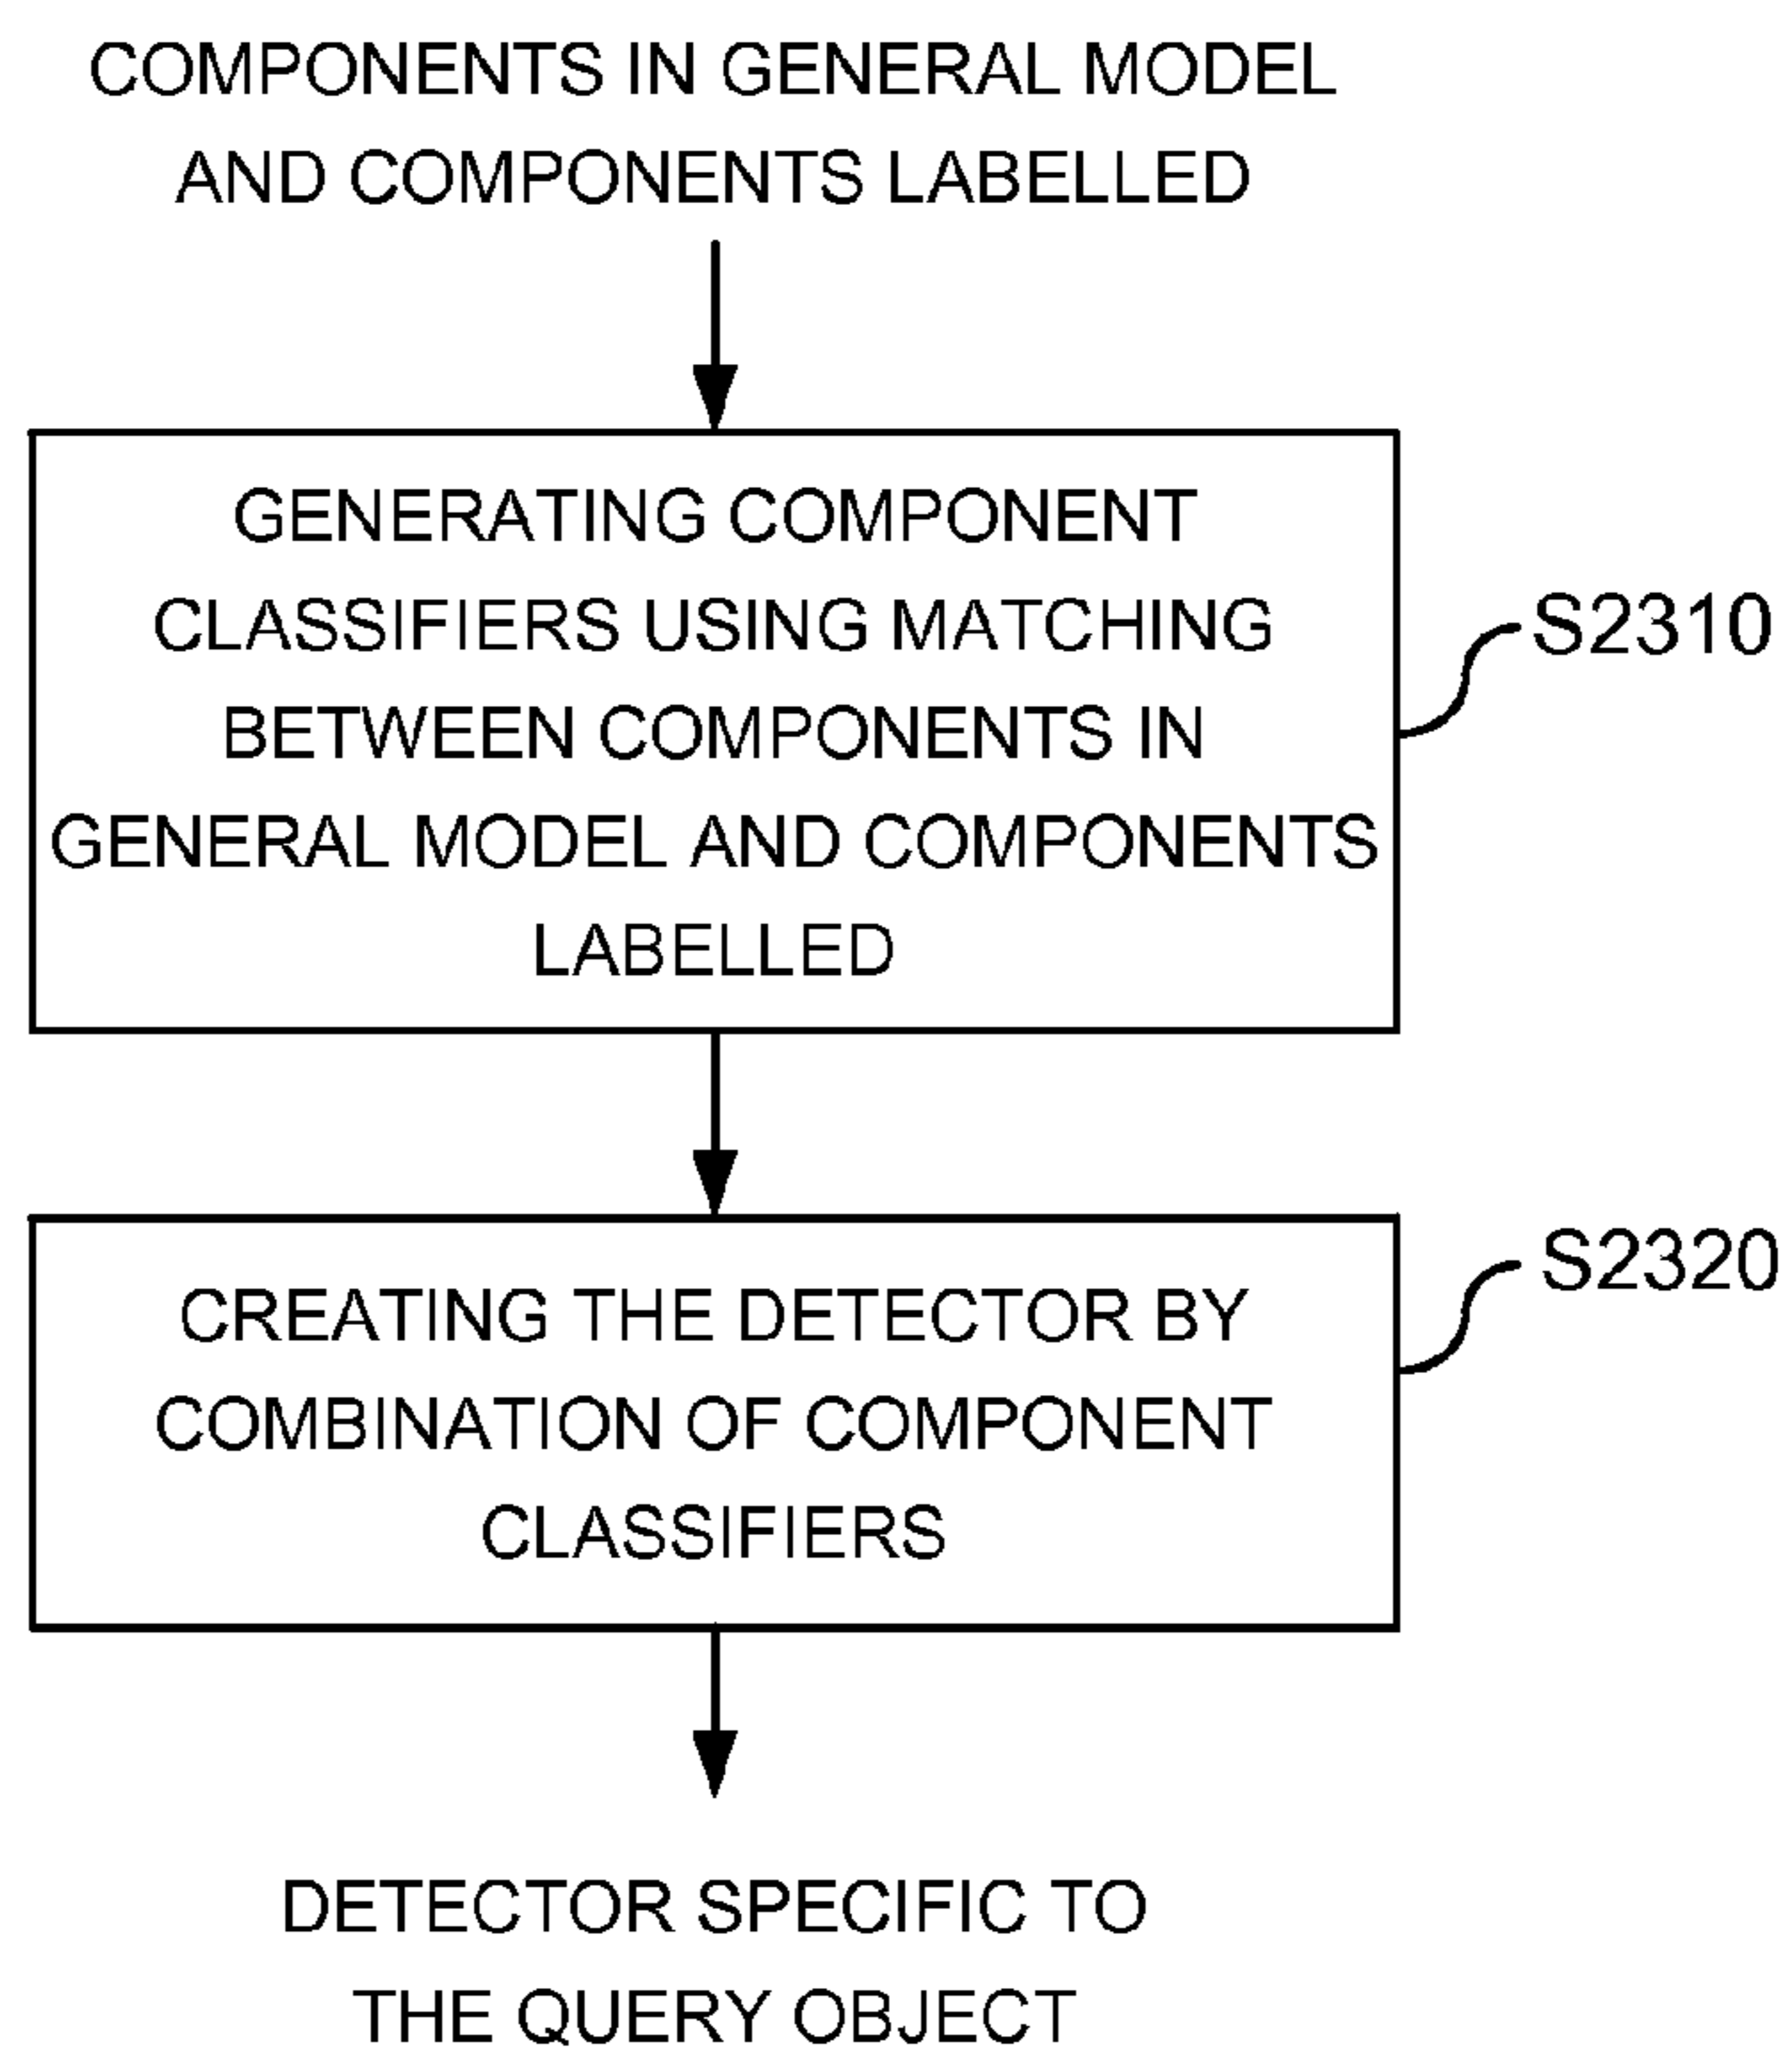 COMPONENTS IN GENERAL MODEL
AND COMPONENTS LABELLED
GENERATING COMPONENT
CLASSIFIERS USING MATCHING
BETWEEN COMPONENTS IN
GENERAL MODEL AND COMPONENTS
LABELLED
S2310
CREATING THE DETECTOR BY
COMBINATION OF COMPONENT
CLASSIFIERS
S2320
DETECTOR SPECIFIC TO
THE QUERY OBJECT